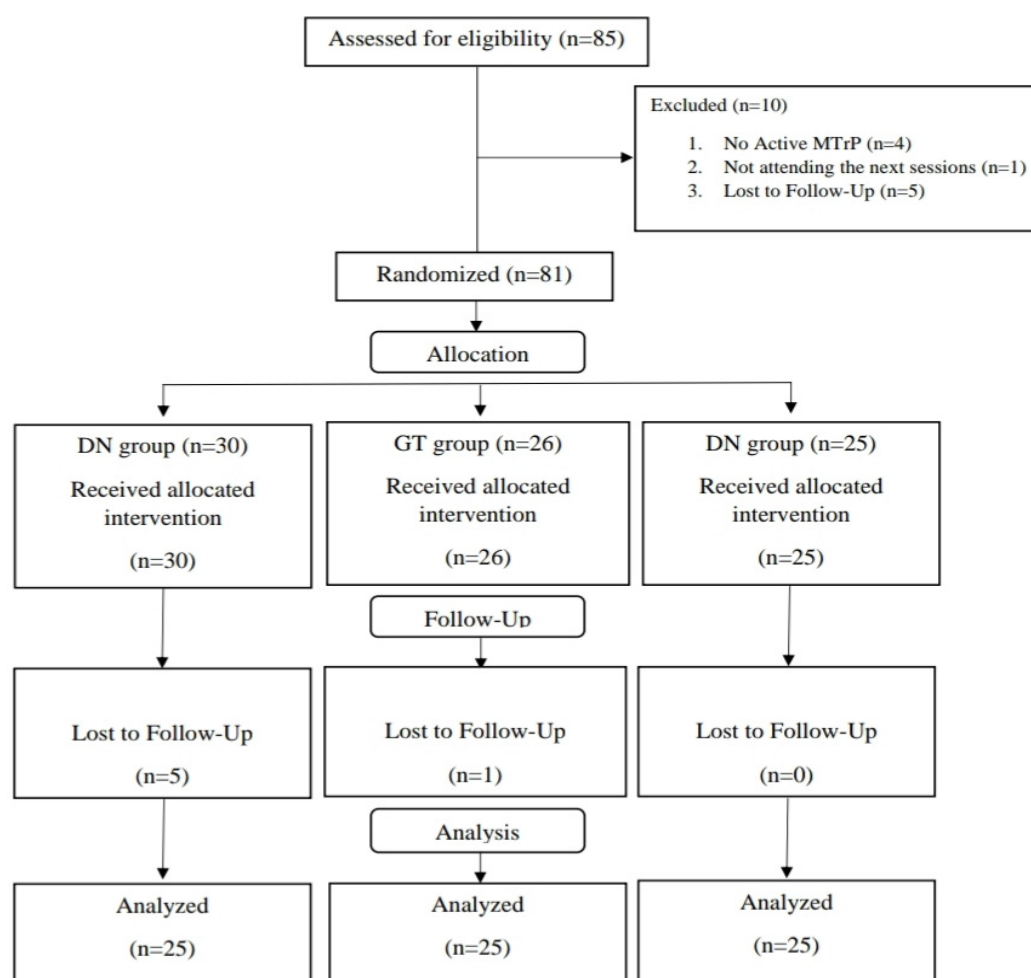 Assessed for eligibility (n=85)
Excluded (n=10)
1. No Active MTrP (n=4)
2. Not attending the next sessions (n=1)
3. Lost to Follow-Up (n=5)
Randomized (n=81)
Allocation
DN group (n=30)
Received allocated
intervention
(n=30)
GT group (n=26)
Received allocated
intervention
(n=26)
DN group (n=25)
Received allocated
intervention
(n=25)
Follow-Up
Lost to Follow-Up
(n=5)
Lost to Follow-Up
(n=1)
Lost to Follow-Up
(n=0)
Analysis
Analyzed
(n=25)
Analyzed
(n=25)
Analyzed
(n=25)